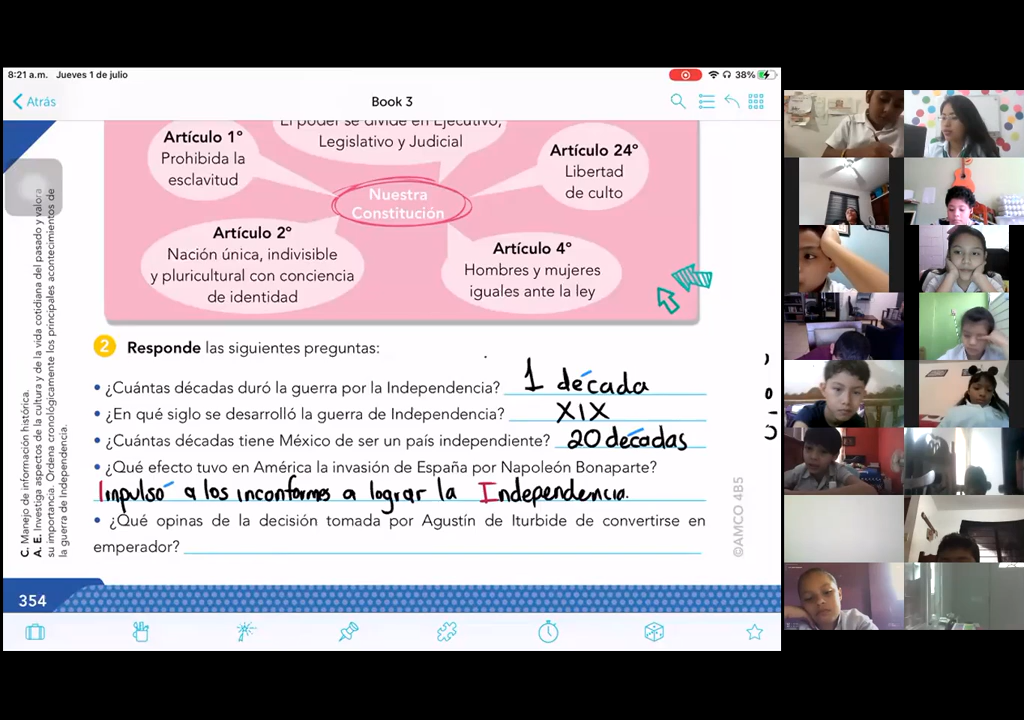 8:21 a.m. Jueves 1 de julio
38%
Atrás
Book 3
El poder se divide en Ejecutivo,
Legislativo y Judicial
Artículo 1°
Prohibida la
esclavitud
Artículo 24°
Libertad
de culto
Nuestra
Constitución
Artículo 2°
Nación única, indivisible
y pluricultural con conciencia
de identidad
Artículo 4°
Hombres y mujeres
iguales ante la ley
C. Manejo de información histórica.
A. E. Investiga aspectos de la cultura y de la vida cotidiana del pasado y valora
su importancia. Ordena cronológicamente los principales acontecimientos de
la guerra de Independencia.
2 Responde las siguientes preguntas:
• ¿Cuántas décadas duró la guerra por la Independencia? 1 década
• ¿En qué siglo se desarrolló la guerra de Independencia? XIX
• ¿Cuántas décadas tiene México de ser un país independiente? 20 décadas
• ¿Qué efecto tuvo en América la invasión de España por Napoleón Bonaparte?
Impulsó a los inconformes a lograr la Independencia.
• ¿Qué opinas de la decisión tomada por Agustín de Iturbide de convertirse en
emperador?
©AMCO 4B5
354